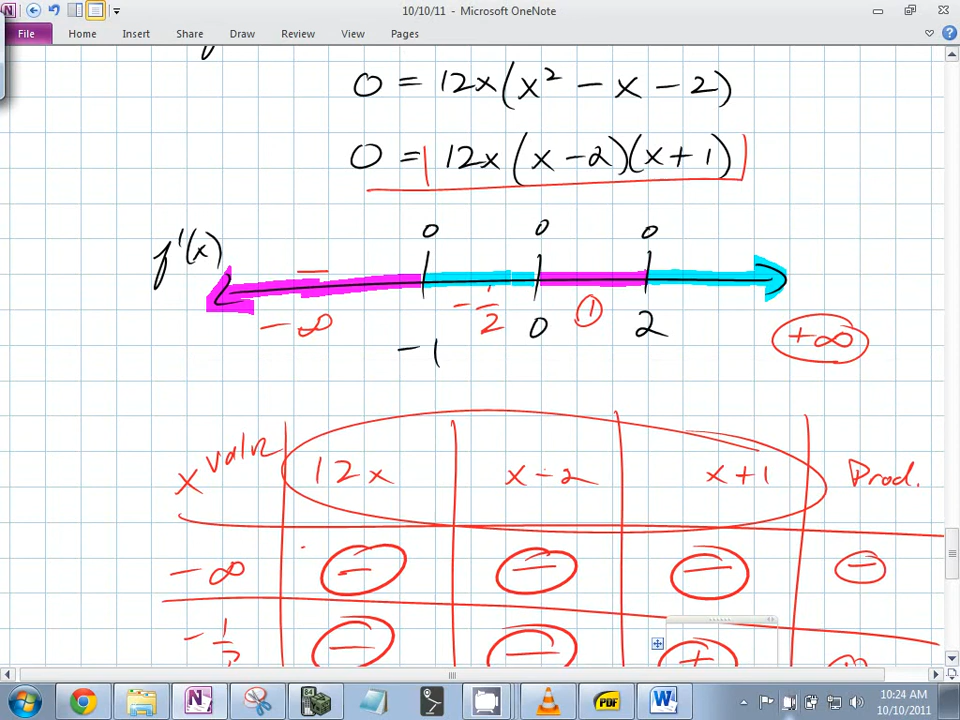 10/10/11 - Microsoft OneNote
File Home Insert Share Draw Review View Pages
0 = 12x(x² - x - 2)
0 = 12x(x-2)(x+1)
0 0 0
f'(x)
-
-∞ -1/2 ① +∞
-1 0 2
x value 12x x-2 x+1 Prod.
-∞ - - - -
-1/2 - - +
10:24 AM
10/10/2011